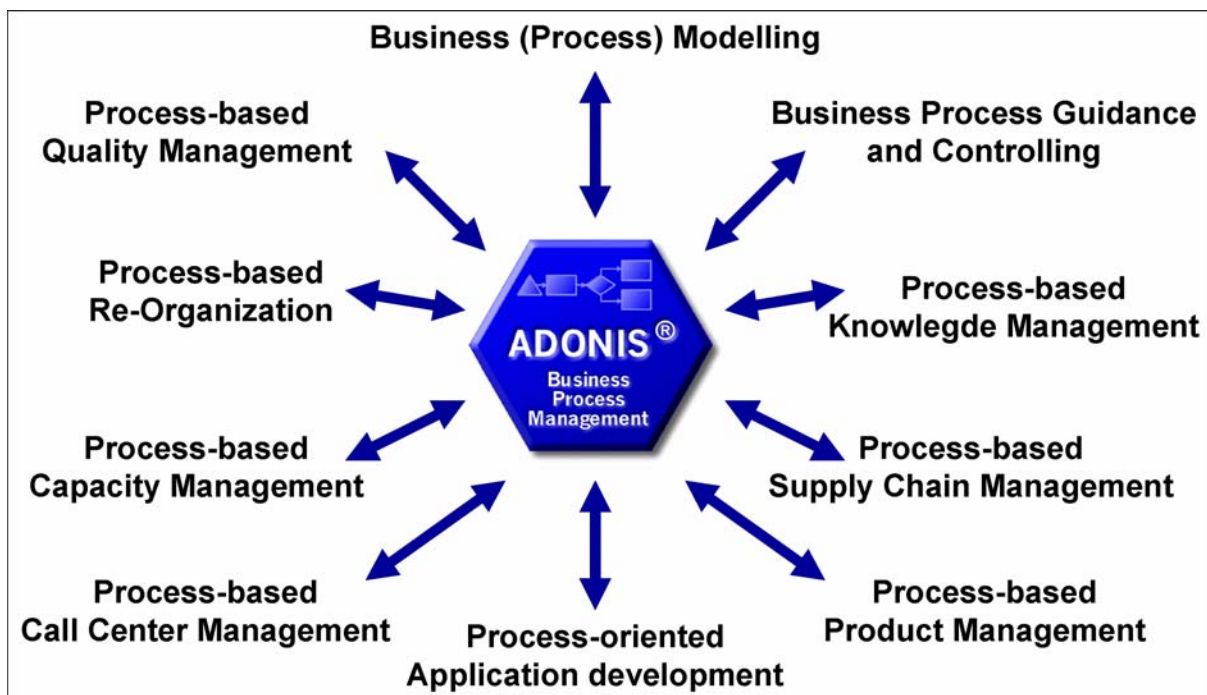 Business (Process) Modelling
Process-based
Quality Management
Business Process Guidance
and Controlling
Process-based
Re-Organization
ADONIS®
Business
Process
Management
Process-based
Knowlegde Management
Process-based
Capacity Management
Process-based
Supply Chain Management
Process-based
Call Center Management
Process-oriented
Application development
Process-based
Product Management